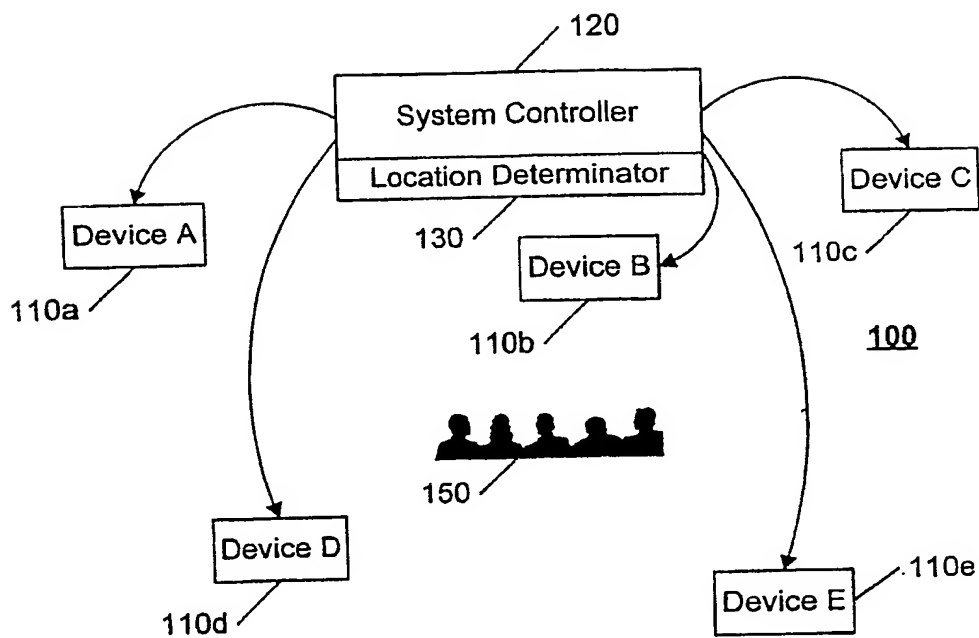 120
System Controller
Location Determinator
130
Device A
110a
Device B
110b
Device C
110c
100
150
Device D
110d
Device E
110e